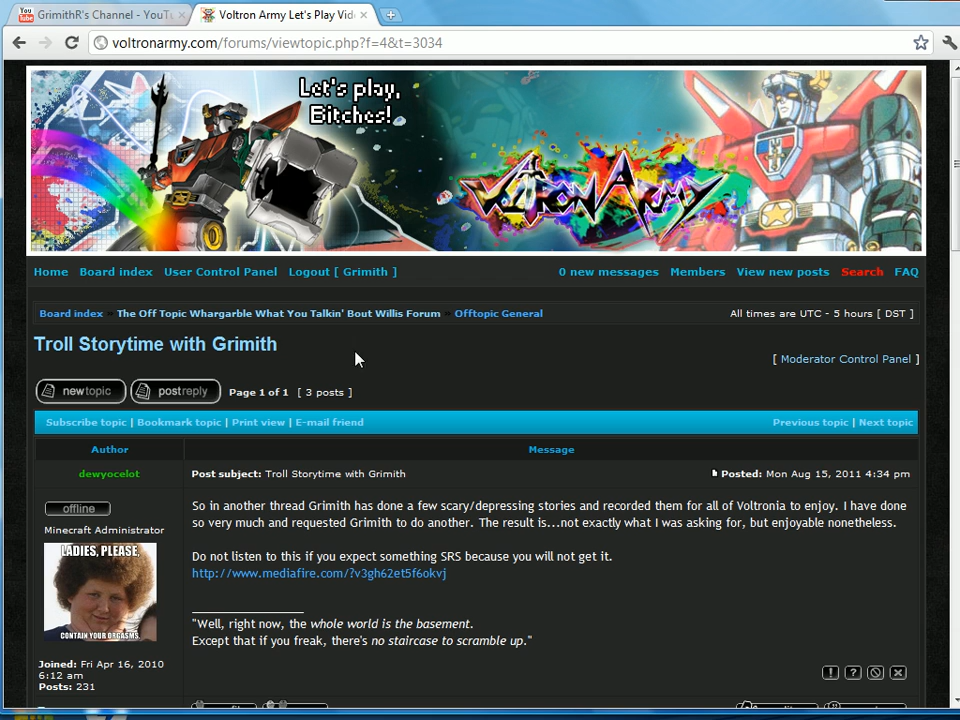 GrimithR's Channel - YouT
Voltron Army Let's Play Vid
voltronarmy.com/forums/viewtopic.php?f=4&t=3034
Let's play,
Bitches!
Voltron Army
Home Board index User Control Panel Logout [ Grimith ]
0 new messages Members View new posts Search FAQ
Board index » The Off Topic Whargarble What You Talkin' Bout Willis Forum » Offtopic General
All times are UTC - 5 hours [ DST ]
Troll Storytime with Grimith
[ Moderator Control Panel ]
newtopic postreply Page 1 of 1 [ 3 posts ]
Subscribe topic | Bookmark topic | Print view | E-mail friend
Previous topic | Next topic
Author Message
dewyocelot
Post subject: Troll Storytime with Grimith
Posted: Mon Aug 15, 2011 4:34 pm
offline
Minecraft Administrator
LADIES, PLEASE,
CONTAIN YOUR ORGASMS.
Joined: Fri Apr 16, 2010
6:12 am
Posts: 231
So in another thread Grimith has done a few scary/depressing stories and recorded them for all of Voltronia to enjoy. I have done
so very much and requested Grimith to do another. The result is...not exactly what I was asking for, but enjoyable nonetheless.
Do not listen to this if you expect something SRS because you will not get it.
http://www.mediafire.com/?v3gh62et5f6okvj
"Well, right now, the whole world is the basement.
Except that if you freak, there's no staircase to scramble up."